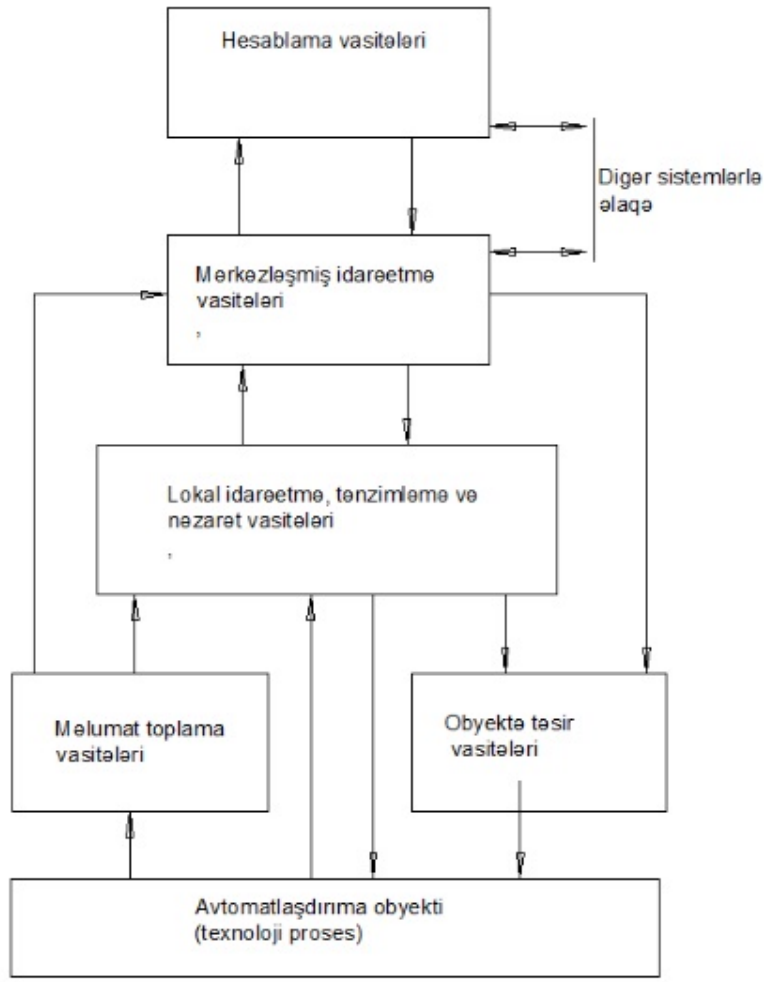 Hesablama vasitələri
Digər sistemlərlə
əlaqə
Mərkəzləşmiş idarəetmə
vasitələri
,
Lokal idarəetmə, tənzimləmə və
nəzarət vasitələri
,
Məlumat toplama
vasitələri
Obyektə təsir
vasitələri
Avtomatlaşdırıma obyekti
(texnoloji proses)